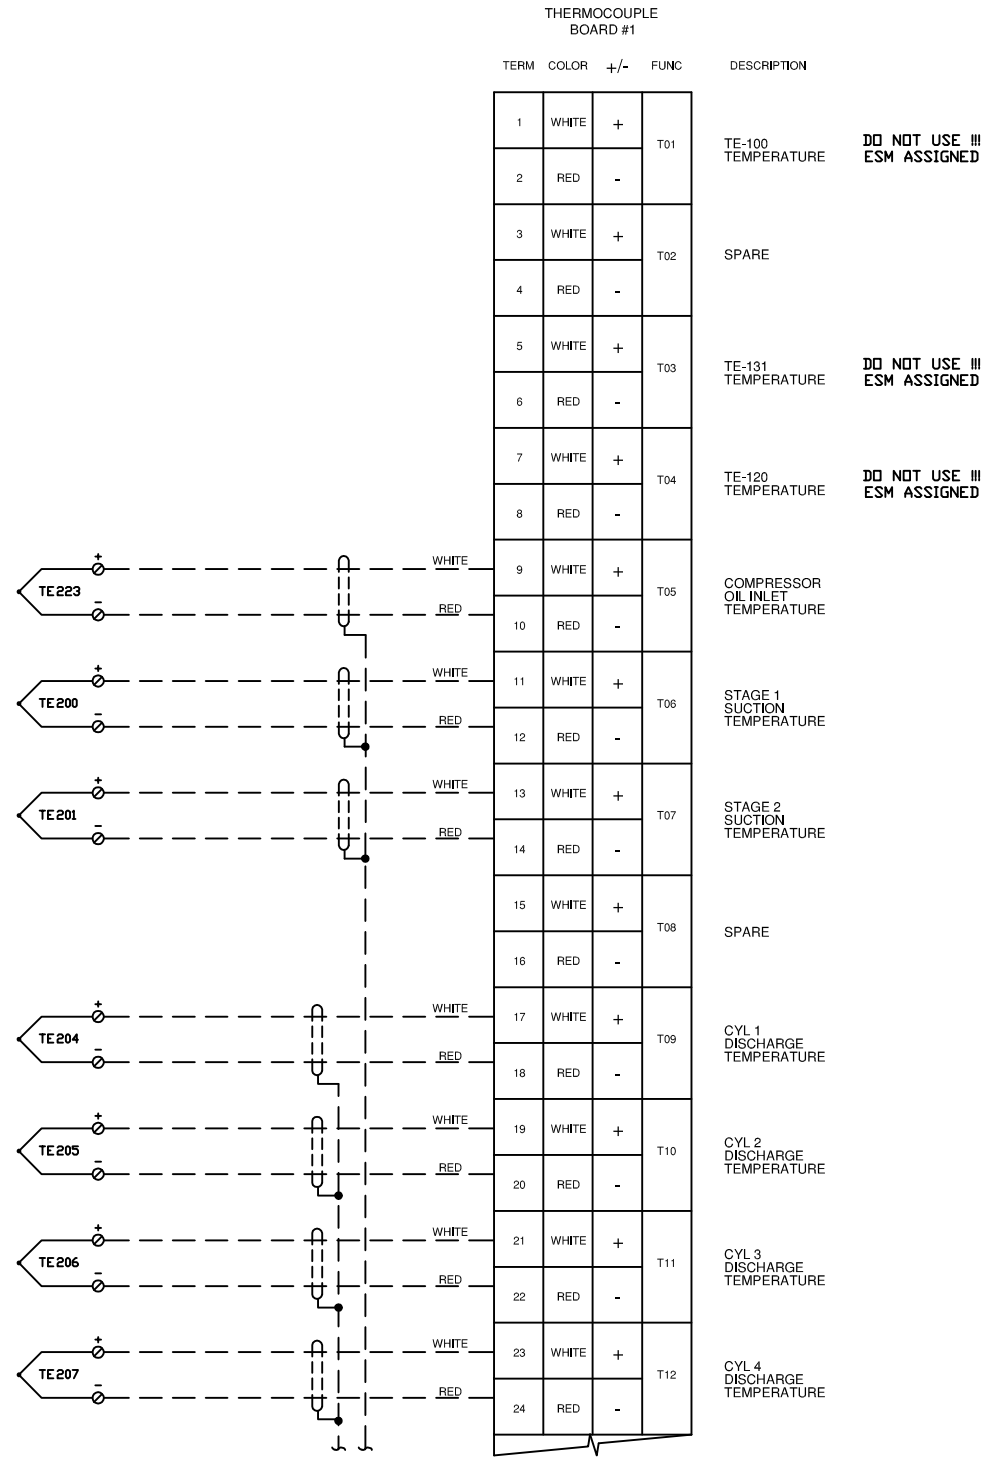 THERMOCOUPLE
BOARD #1
TERM COLOR +/- FUNC DESCRIPTION
1 WHITE +
T01
TE-100
TEMPERATURE
DO NOT USE !!!
ESM ASSIGNED
2 RED -
3 WHITE +
T02
SPARE
4 RED -
5 WHITE +
T03
TE-131
TEMPERATURE
DO NOT USE !!!
ESM ASSIGNED
6 RED -
7 WHITE +
T04
TE-120
TEMPERATURE
DO NOT USE !!!
ESM ASSIGNED
8 RED -
+ WHITE 9 WHITE +
TE223
T05
COMPRESSOR
OIL INLET
TEMPERATURE
- RED 10 RED -
+ WHITE 11 WHITE +
TE200
T06
STAGE 1
SUCTION
TEMPERATURE
- RED 12 RED -
+ WHITE 13 WHITE +
TE201
T07
STAGE 2
SUCTION
TEMPERATURE
- RED 14 RED -
15 WHITE +
T08
SPARE
16 RED -
+ WHITE 17 WHITE +
TE204
T09
CYL 1
DISCHARGE
TEMPERATURE
- RED 18 RED -
+ WHITE 19 WHITE +
TE205
T10
CYL 2
DISCHARGE
TEMPERATURE
- RED 20 RED -
+ WHITE 21 WHITE +
TE206
T11
CYL 3
DISCHARGE
TEMPERATURE
- RED 22 RED -
+ WHITE 23 WHITE +
TE207
T12
CYL 4
DISCHARGE
TEMPERATURE
- RED 24 RED -